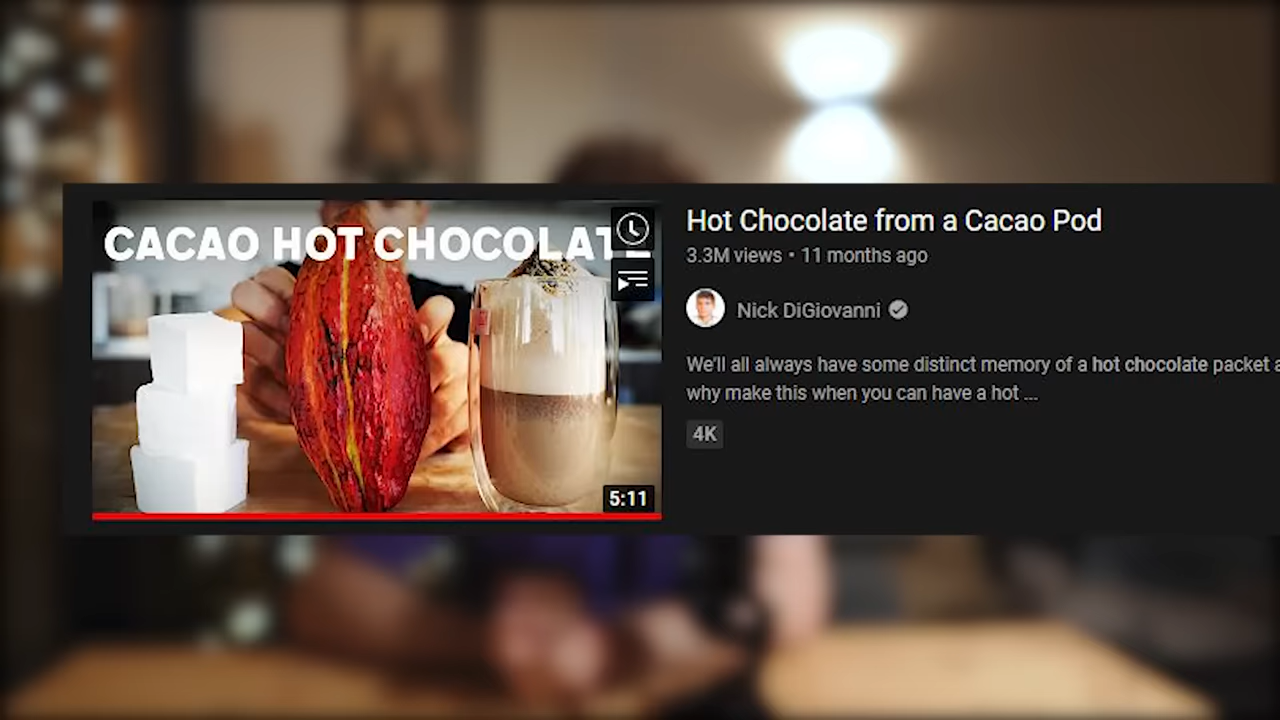 CACAO HOT CHOCOLATE
5:11
Hot Chocolate from a Cacao Pod
3.3M views • 11 months ago
Nick DiGiovanni
We'll all always have some distinct memory of a hot chocolate packet a
why make this when you can have a hot ...
4K